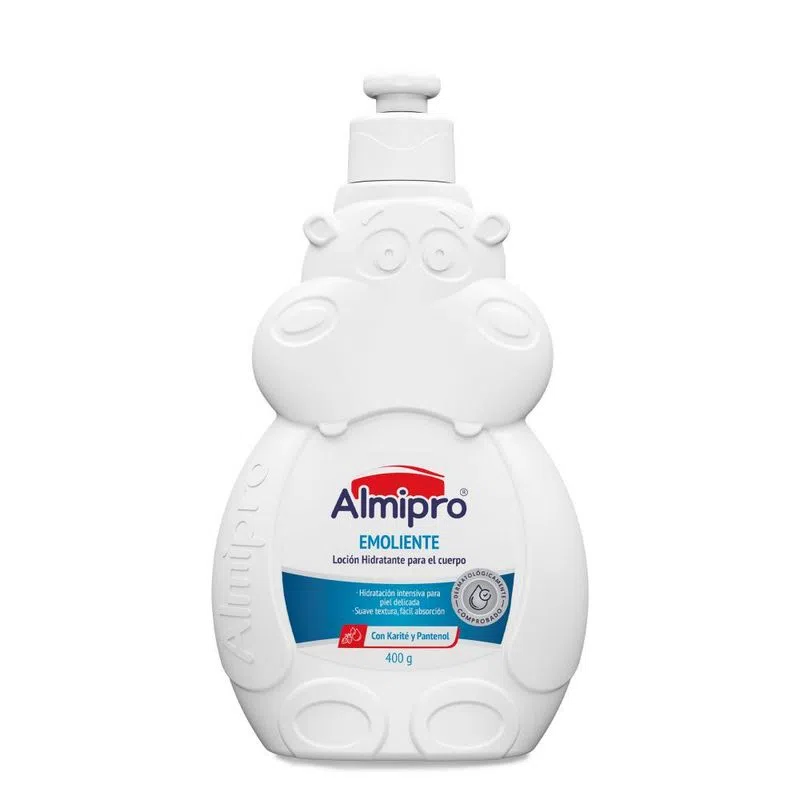 Almipro®
EMOLIENTE
Loción Hidratante para el cuerpo
· Hidratación intensiva para
piel delicada
· Suave textura, fácil absorción
DERMATOLÓGICAMENTE
COMPROBADO
Con Karité y Pantenol
400 g
Almipro